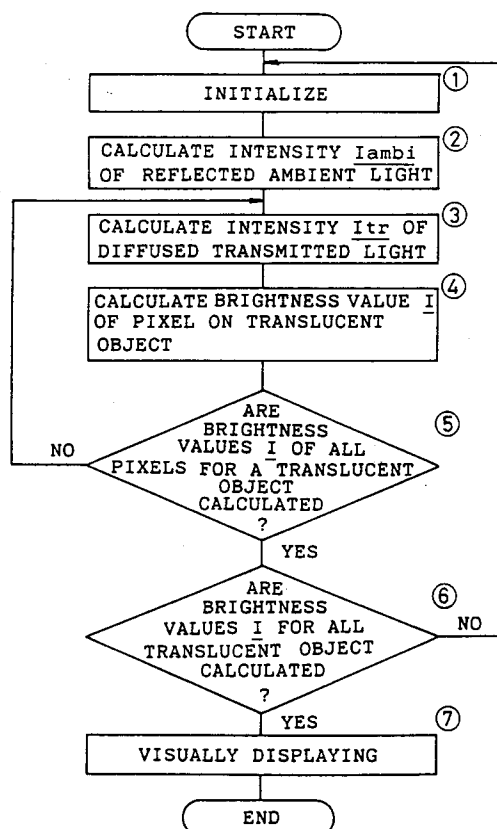 START
①
INITIALIZE
②
CALCULATE INTENSITY Iambi
OF REFLECTED AMBIENT LIGHT
③
CALCULATE INTENSITY Itr OF
DIFFUSED TRANSMITTED LIGHT
④
CALCULATE BRIGHTNESS VALUE I
OF PIXEL ON TRANSLUCENT
OBJECT
⑤
ARE
BRIGHTNESS
VALUES I OF ALL
PIXELS FOR A TRANSLUCENT
OBJECT
CALCULATED
?
NO
YES
⑥
ARE
BRIGHTNESS
VALUES I FOR ALL
TRANSLUCENT OBJECT
CALCULATED
?
NO
YES
⑦
VISUALLY DISPLAYING
END